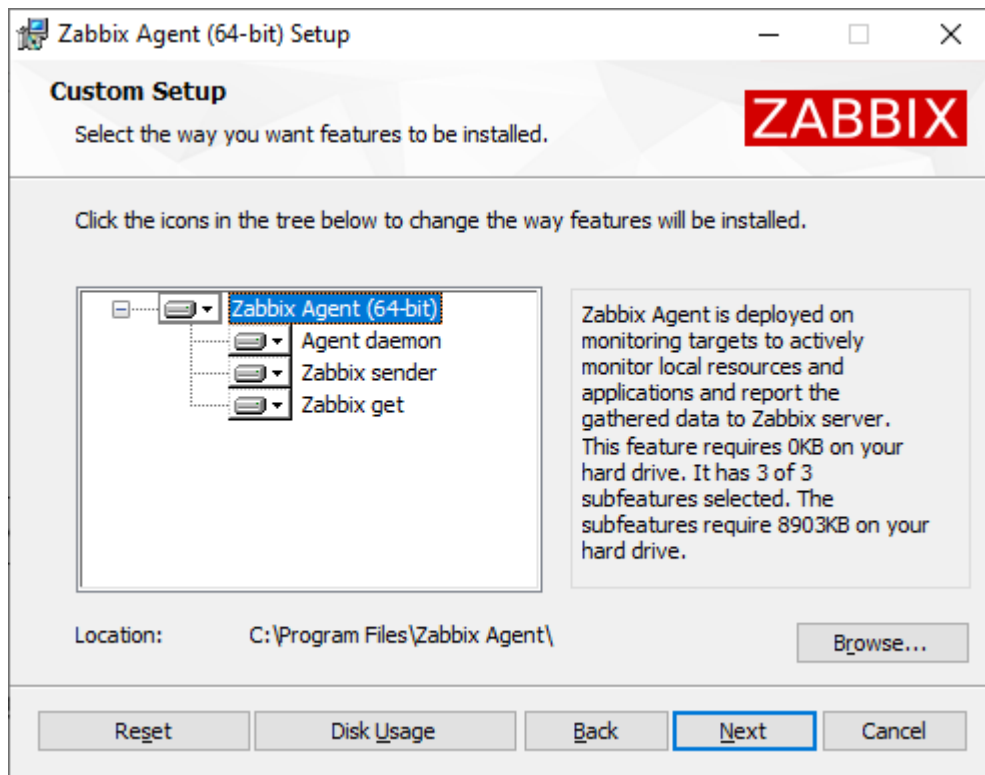 Zabbix Agent (64-bit) Setup
Custom Setup
Select the way you want features to be installed.
ZABBIX
Click the icons in the tree below to change the way features will be installed.
Zabbix Agent (64-bit)
Agent daemon
Zabbix sender
Zabbix get
Zabbix Agent is deployed on
monitoring targets to actively
monitor local resources and
applications and report the
gathered data to Zabbix server.
This feature requires 0KB on your
hard drive. It has 3 of 3
subfeatures selected. The
subfeatures require 8903KB on your
hard drive.
Location: C:\Program Files\Zabbix Agent\
Browse...
Reset Disk Usage Back Next Cancel